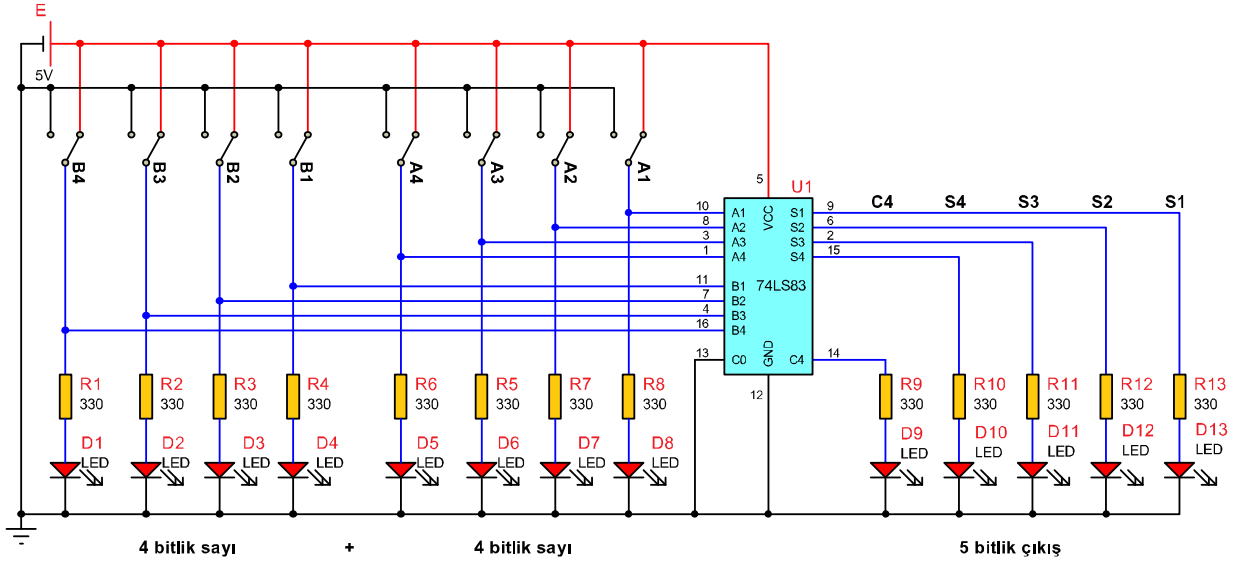 E
5V
B4 B3 B2 B1 A4 A3 A2 A1
5
U1
C4 S4 S3 S2 S1
10 A1 VCC S1 9
8 A2 S2 6
3 A3 S3 2
1 A4 S4 15
11 B1 74LS83
7 B2
4 B3
16 B4
13 C0 GND C4 14
12
R1 R2 R3 R4 R6 R5 R7 R8 R9 R10 R11 R12 R13
330 330 330 330 330 330 330 330 330 330 330 330 330
D1 D2 D3 D4 D5 D6 D7 D8 D9 D10 D11 D12 D13
LED LED LED LED LED LED LED LED LED LED LED LED LED
4 bitlik sayı + 4 bitlik sayı 5 bitlik çıkış